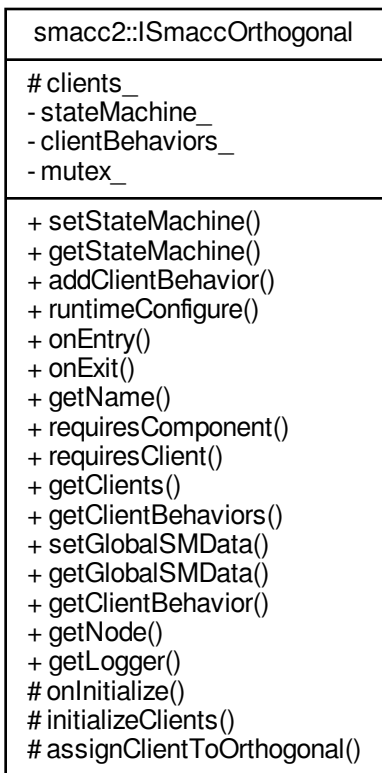 smacc2::ISmaccOrthogonal
# clients_
- stateMachine_
- clientBehaviors_
- mutex_
+ setStateMachine()
+ getStateMachine()
+ addClientBehavior()
+ runtimeConfigure()
+ onEntry()
+ onExit()
+ getName()
+ requiresComponent()
+ requiresClient()
+ getClients()
+ getClientBehaviors()
+ setGlobalSMData()
+ getGlobalSMData()
+ getClientBehavior()
+ getNode()
+ getLogger()
# onInitialize()
# initializeClients()
# assignClientToOrthogonal()